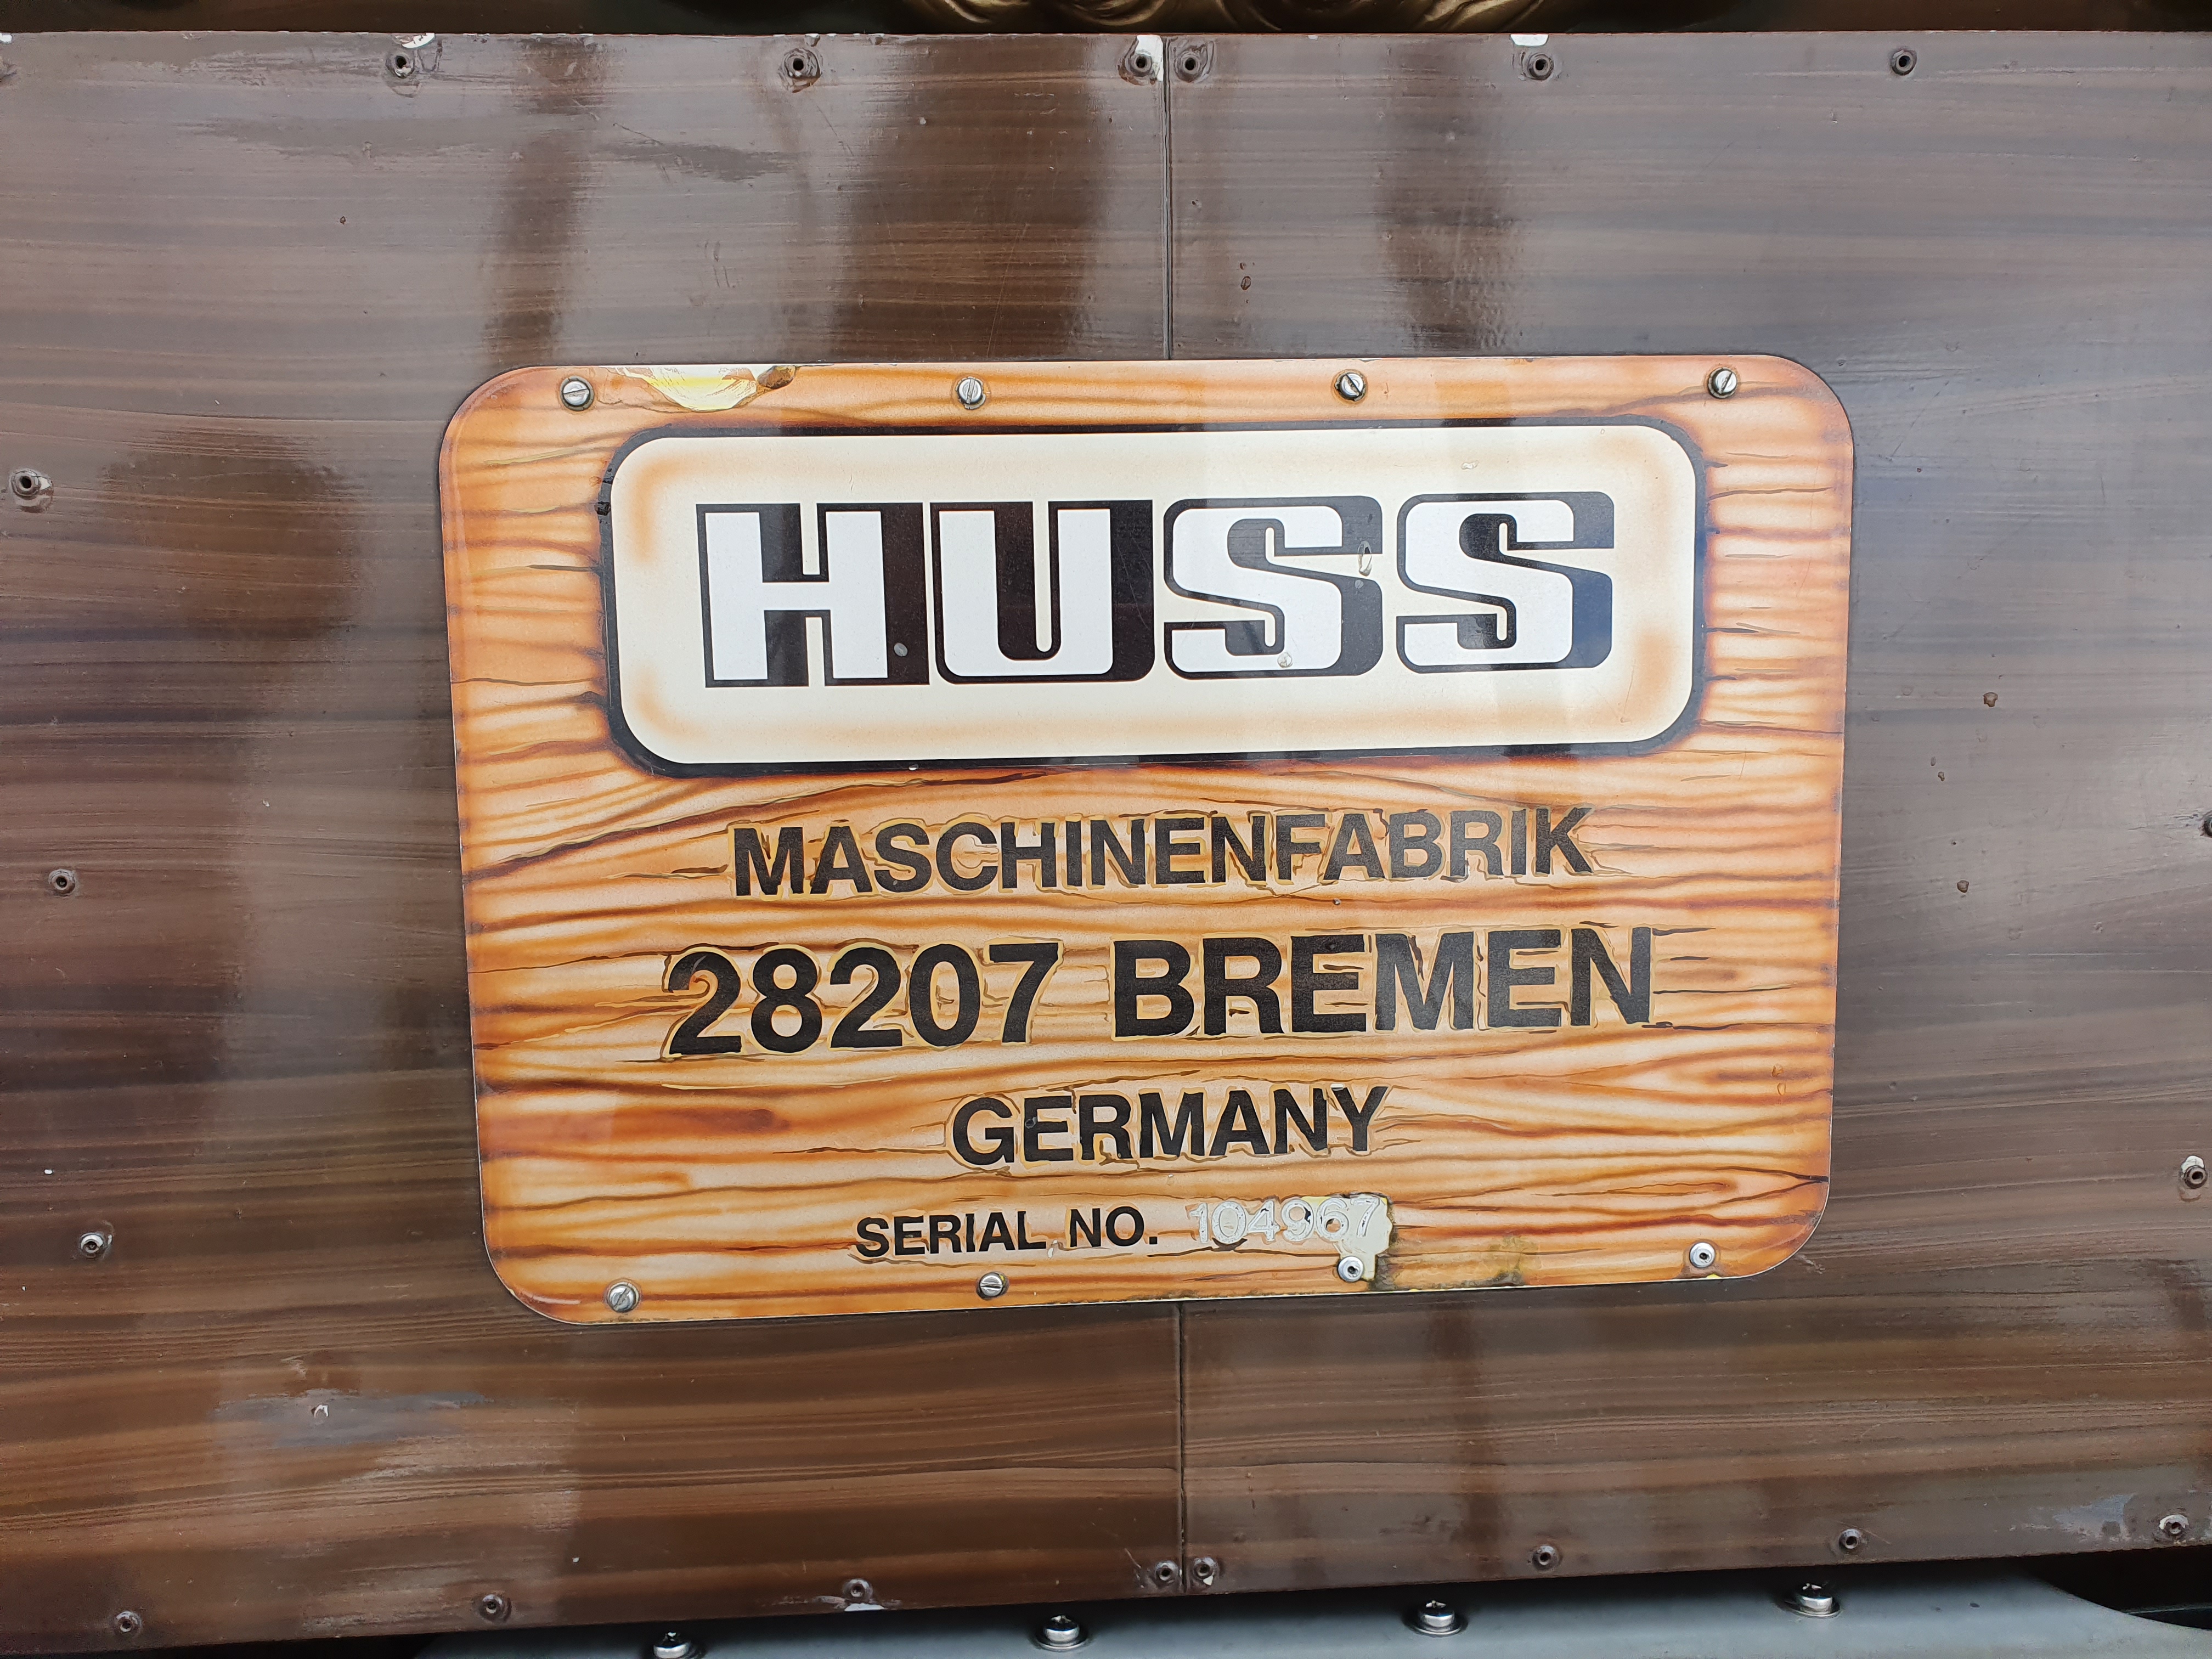 HUSS
MASCHINENFABRIK
28207 BREMEN
GERMANY
SERIAL NO. 104967